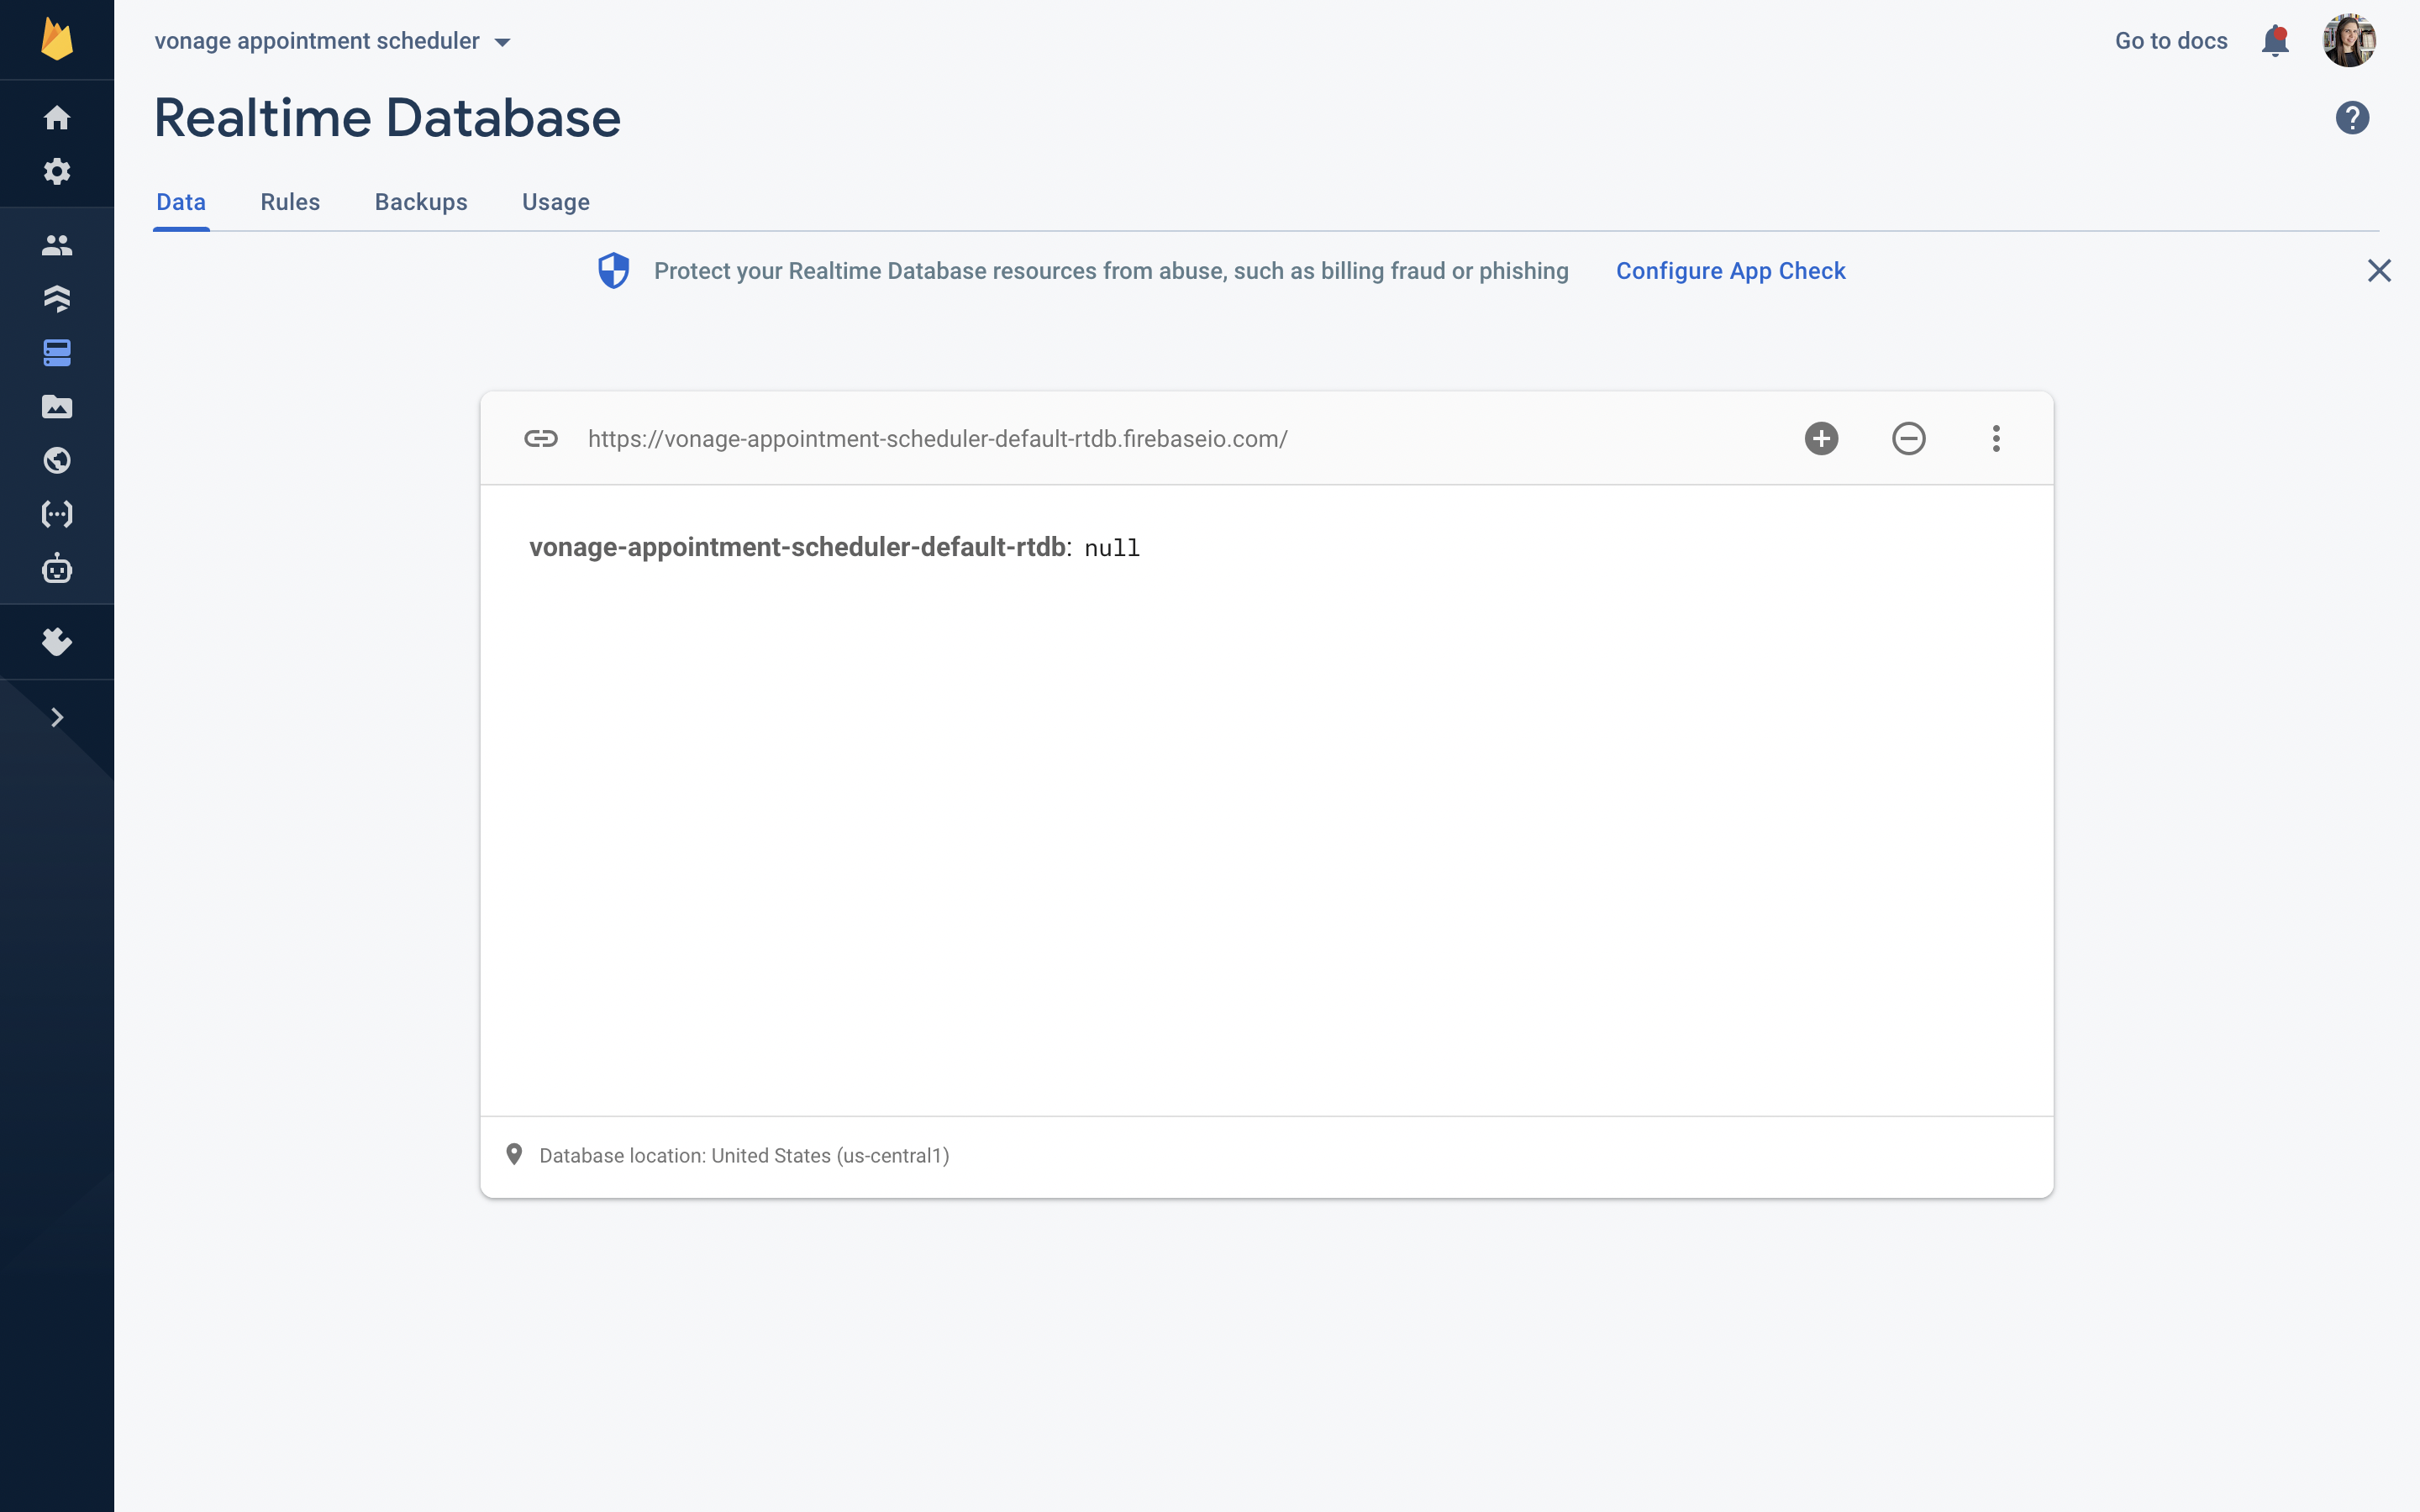 vonage appointment scheduler
Go to docs
Realtime Database
Data Rules Backups Usage
Protect your Realtime Database resources from abuse, such as billing fraud or phishing Configure App Check
https://vonage-appointment-scheduler-default-rtdb.firebaseio.com/
vonage-appointment-scheduler-default-rtdb: null
Database location: United States (us-central1)